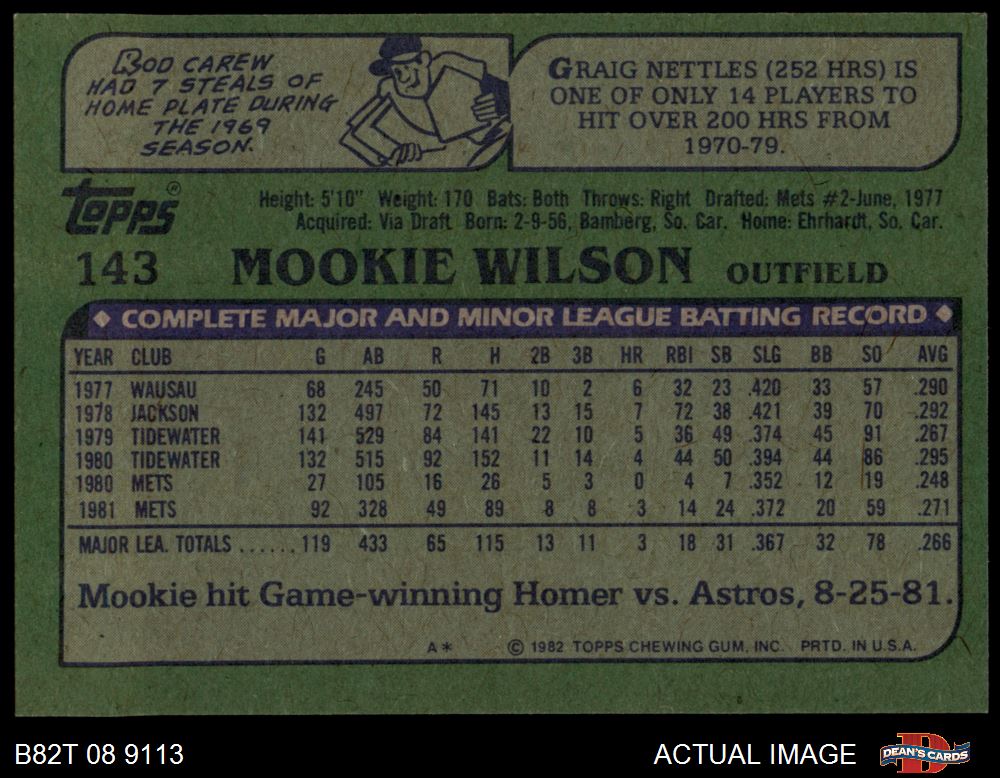 ROD CAREW
HAD 7 STEALS OF
HOME PLATE DURING
THE 1969
SEASON.
GRAIG NETTLES (252 HRS) IS
ONE OF ONLY 14 PLAYERS TO
HIT OVER 200 HRS FROM
1970-79.
Topps®
Height: 5'10" Weight: 170 Bats: Both Throws: Right Drafted: Mets #2-June, 1977
Acquired: Via Draft Born: 2-9-56, Bamberg, So. Car. Home: Ehrhardt, So. Car.
143 MOOKIE WILSON OUTFIELD
◆ COMPLETE MAJOR AND MINOR LEAGUE BATTING RECORD ◆
YEAR CLUB G AB R H 2B 3B HR RBI SB SLG BB SO AVG
1977 WAUSAU 68 245 50 71 10 2 6 32 23 .420 33 57 .290
1978 JACKSON 132 497 72 145 13 15 7 72 38 .421 39 70 .292
1979 TIDEWATER 141 529 84 141 22 10 5 36 49 .374 45 91 .267
1980 TIDEWATER 132 515 92 152 11 14 4 44 50 .394 44 86 .295
1980 METS 27 105 16 26 5 3 0 4 7 .352 12 19 .248
1981 METS 92 328 49 89 8 8 3 14 24 .372 20 59 .271
MAJOR LEA. TOTALS ...... 119 433 65 115 13 11 3 18 31 .367 32 78 .266
Mookie hit Game-winning Homer vs. Astros, 8-25-81.
A* © 1982 TOPPS CHEWING GUM, INC. PRTD. IN U.S.A.
B82T 08 9113 ACTUAL IMAGE DEAN'S CARDS